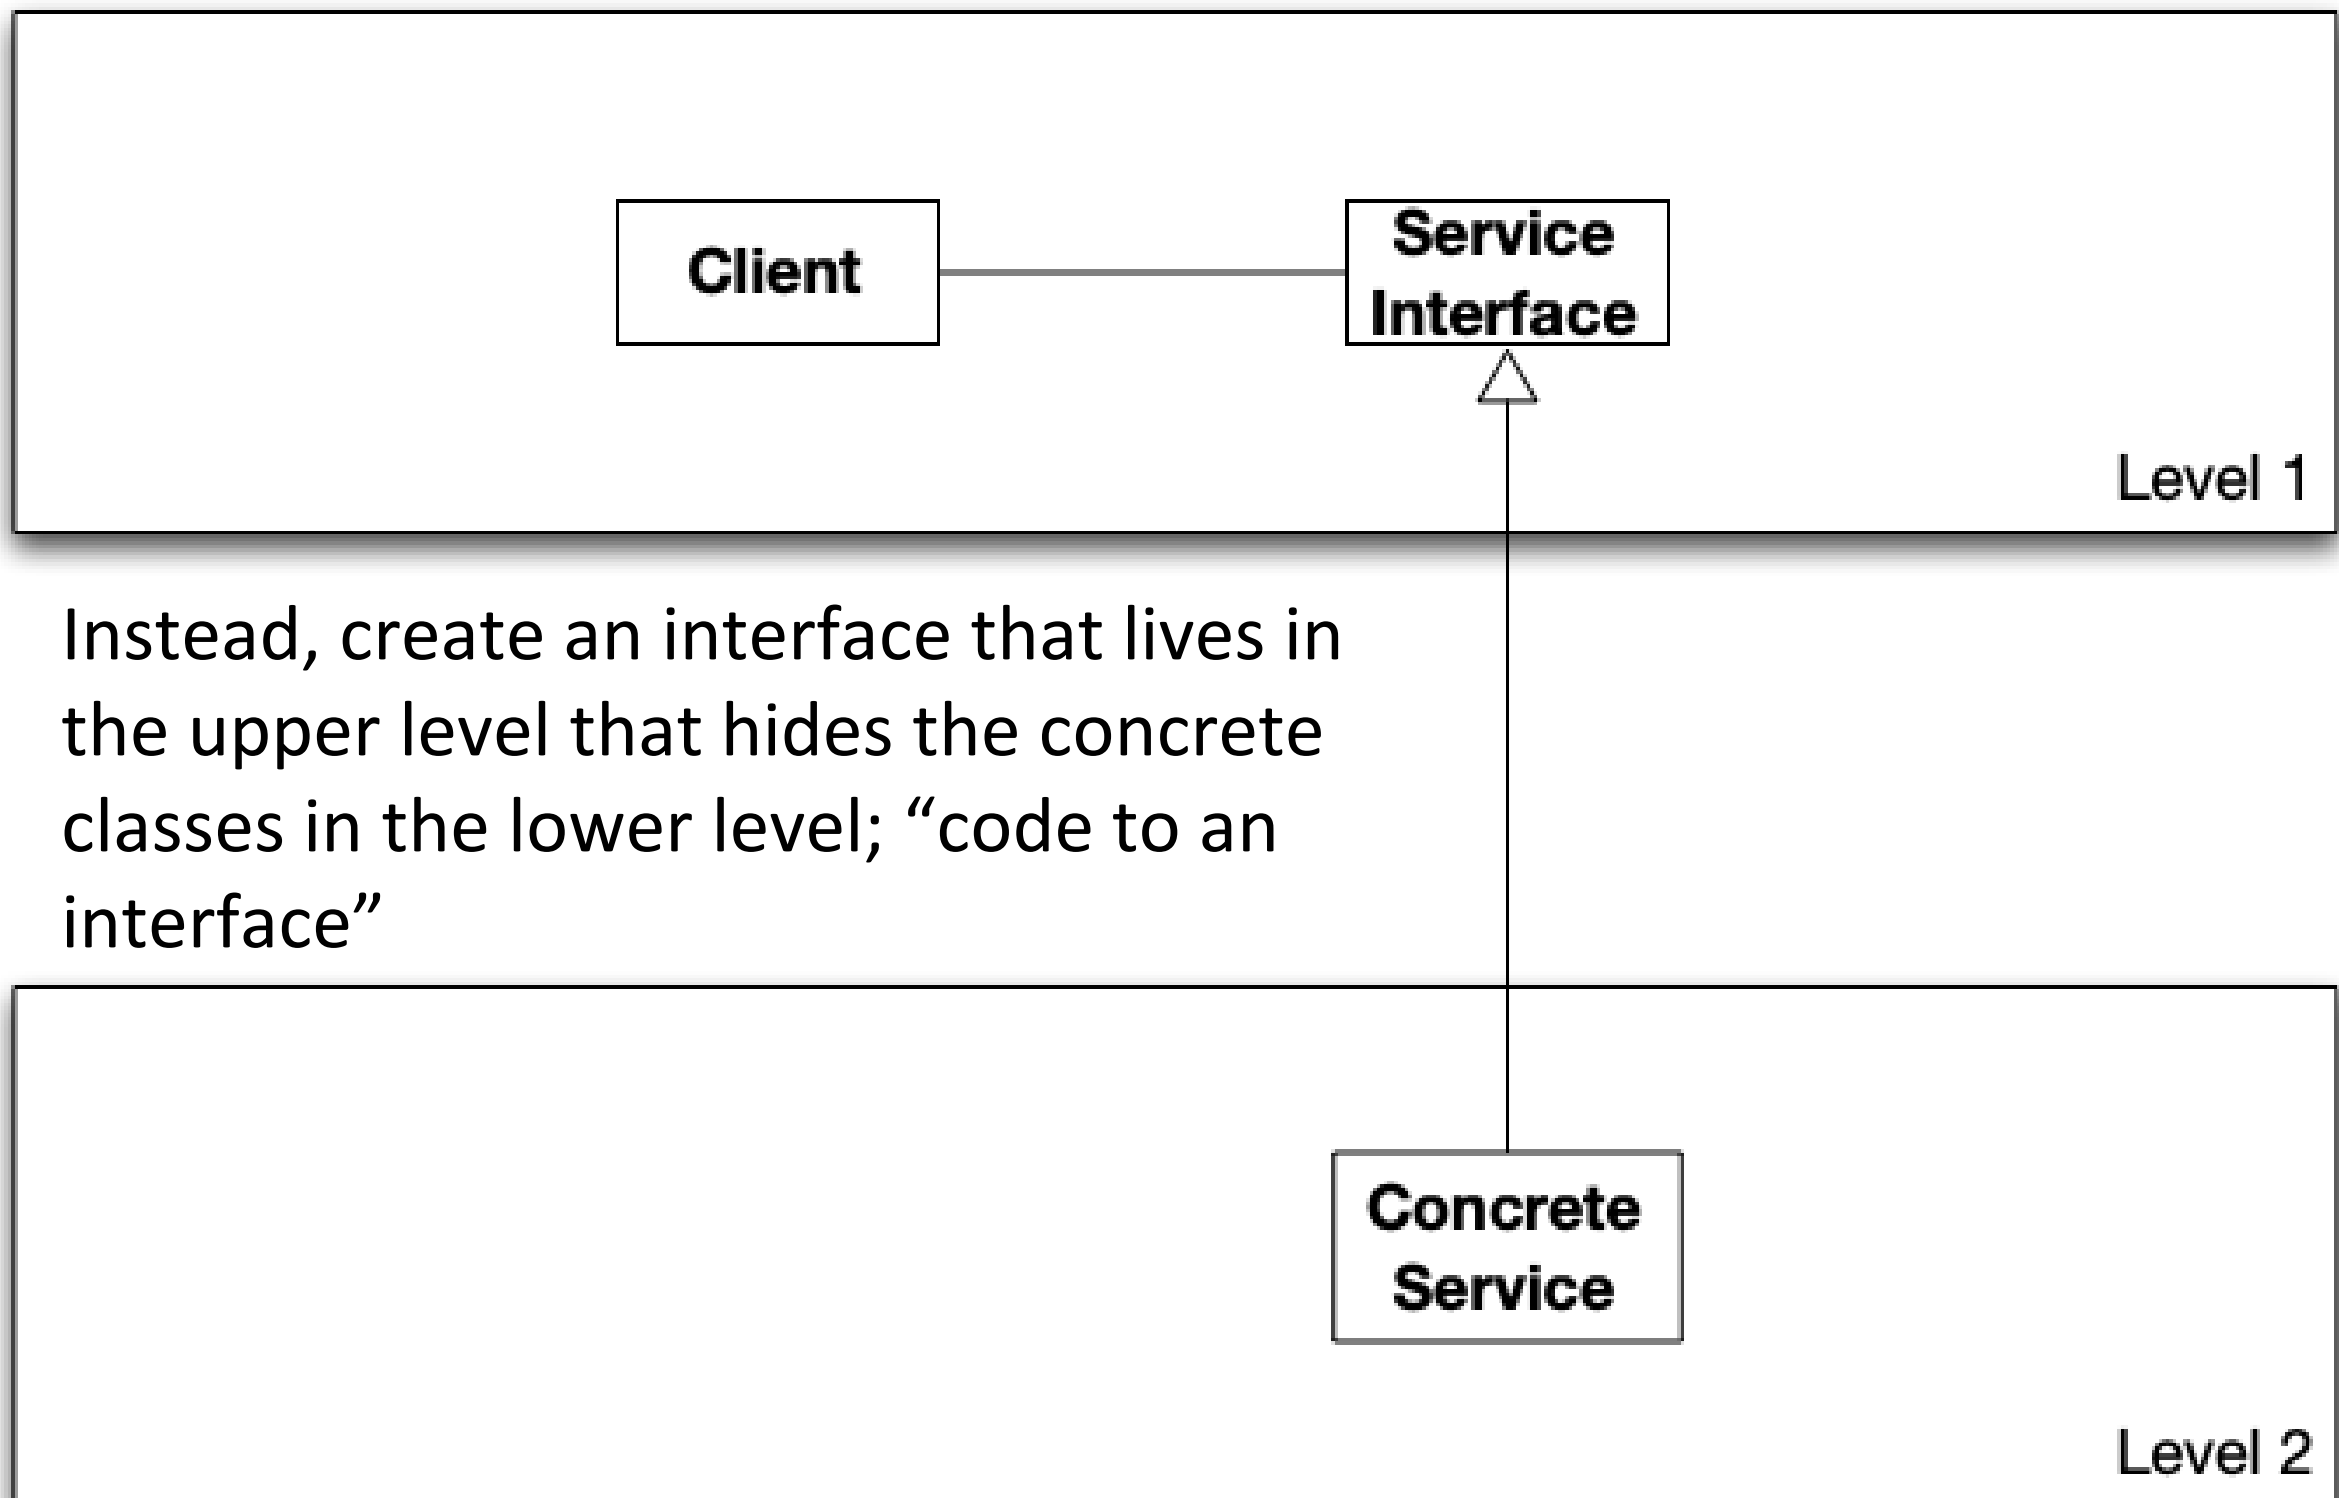 Client
Service
Interface
Level 1
Instead, create an interface that lives in
the upper level that hides the concrete
classes in the lower level; “code to an
interface”
Concrete
Service
Level 2